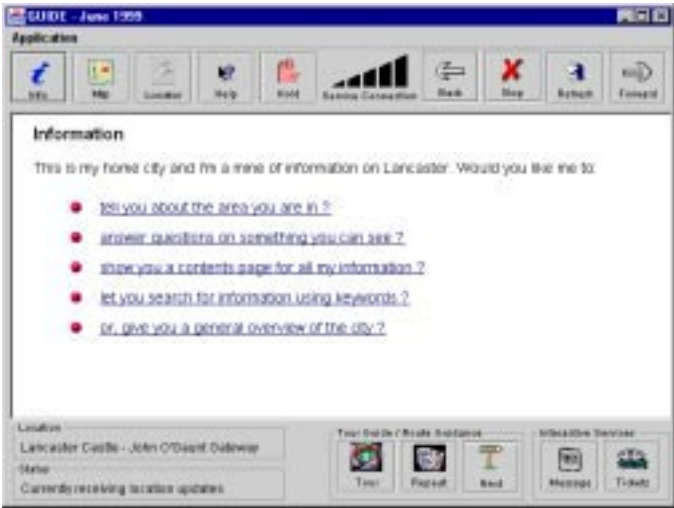 GUIDE - June 1999
Application
Info
Map
Location
Help
Hold
Service Connection
Back
Stop
Refresh
Forward
Information
This is my home city and I'm a mine of information on Lancaster. Would you like me to:
tell you about the area you are in ?
answer questions on something you can see ?
show you a contents page for all my information ?
let you search for information using keywords ?
or, give you a general overview of the city ?
Location
Lancaster Castle - John O'Gaunt Gateway
Status
Currently receiving location updates
Tour Guide / Route Guidance
Tour
Repeat
Next
Interactive Services
Message
Tickets